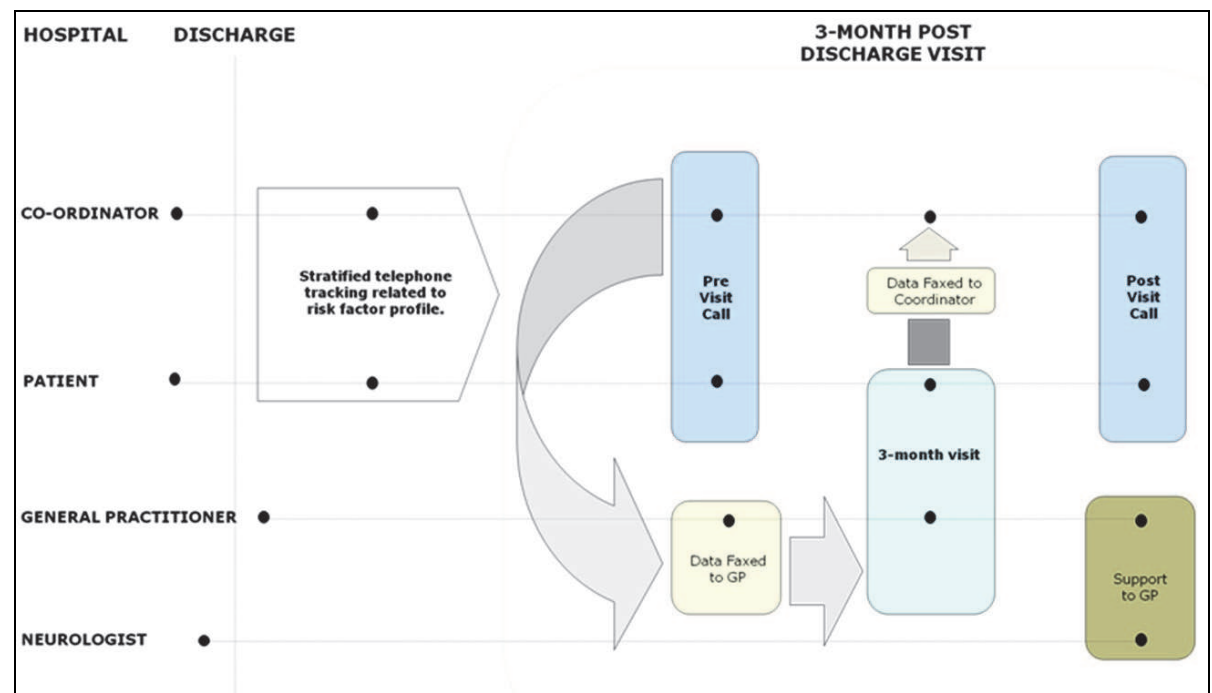 HOSPITAL DISCHARGE
3-MONTH POST
DISCHARGE VISIT
CO-ORDINATOR
Stratified telephone
tracking related to
risk factor profile.
Pre
Visit
Call
Data Faxed to
Coordinator
Post
Visit
Call
PATIENT
3-month visit
GENERAL PRACTITIONER
Data Faxed
to GP
Support
to GP
NEUROLOGIST